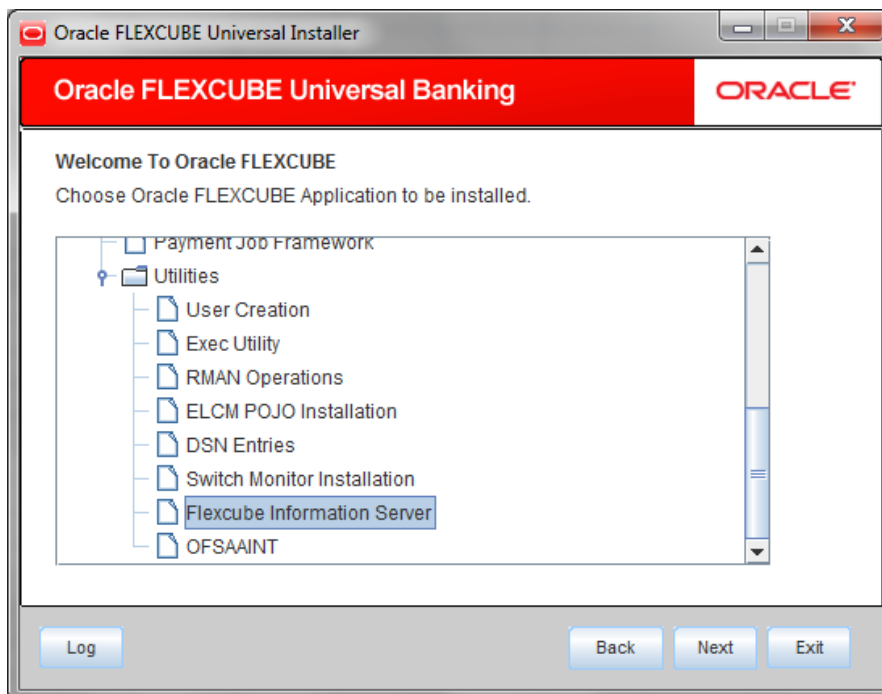 Oracle FLEXCUBE Universal Installer
Oracle FLEXCUBE Universal Banking
ORACLE
Welcome To Oracle FLEXCUBE
Choose Oracle FLEXCUBE Application to be installed.
Payment Job Framework
Utilities
User Creation
Exec Utility
RMAN Operations
ELCM POJO Installation
DSN Entries
Switch Monitor Installation
Flexcube Information Server
OFSAAINT
Log Back Next Exit